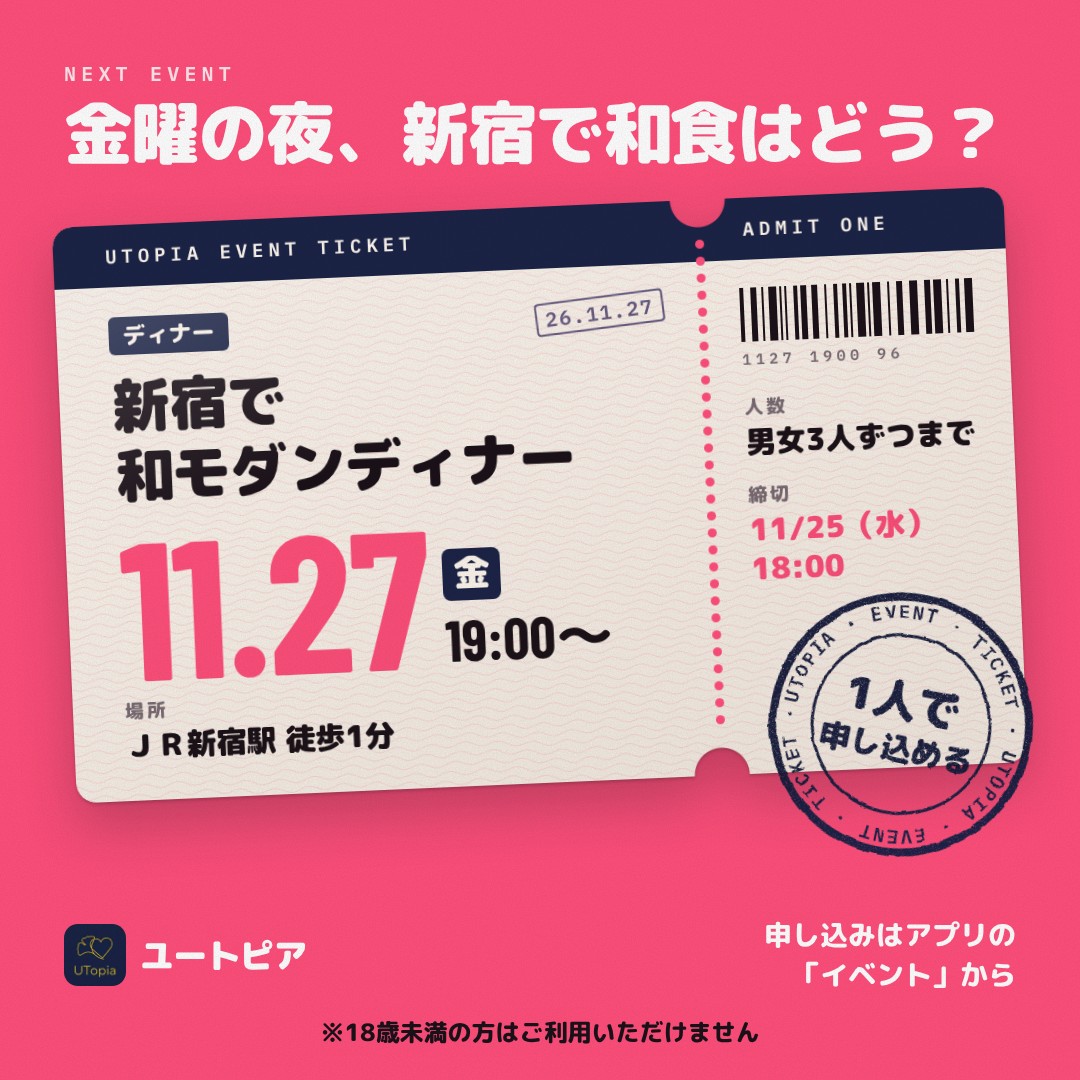 NEXT EVENT
金曜の夜、新宿で和食はどう？
UTOPIA EVENT TICKET
ADMIT ONE
ディナー
26.11.27
新宿で
和モダンディナー
11.27
金
19:00〜
場所
ＪＲ新宿駅 徒歩1分
1127 1900 96
人数
男女3人ずつまで
締切
11/25（水）
18:00
UTOPIA · EVENT · TICKET · UTOPIA · EVENT · TICKET ·
1人で
申し込める
UTopia
ユートピア
申し込みはアプリの
「イベント」から
※18歳未満の方はご利用いただけません